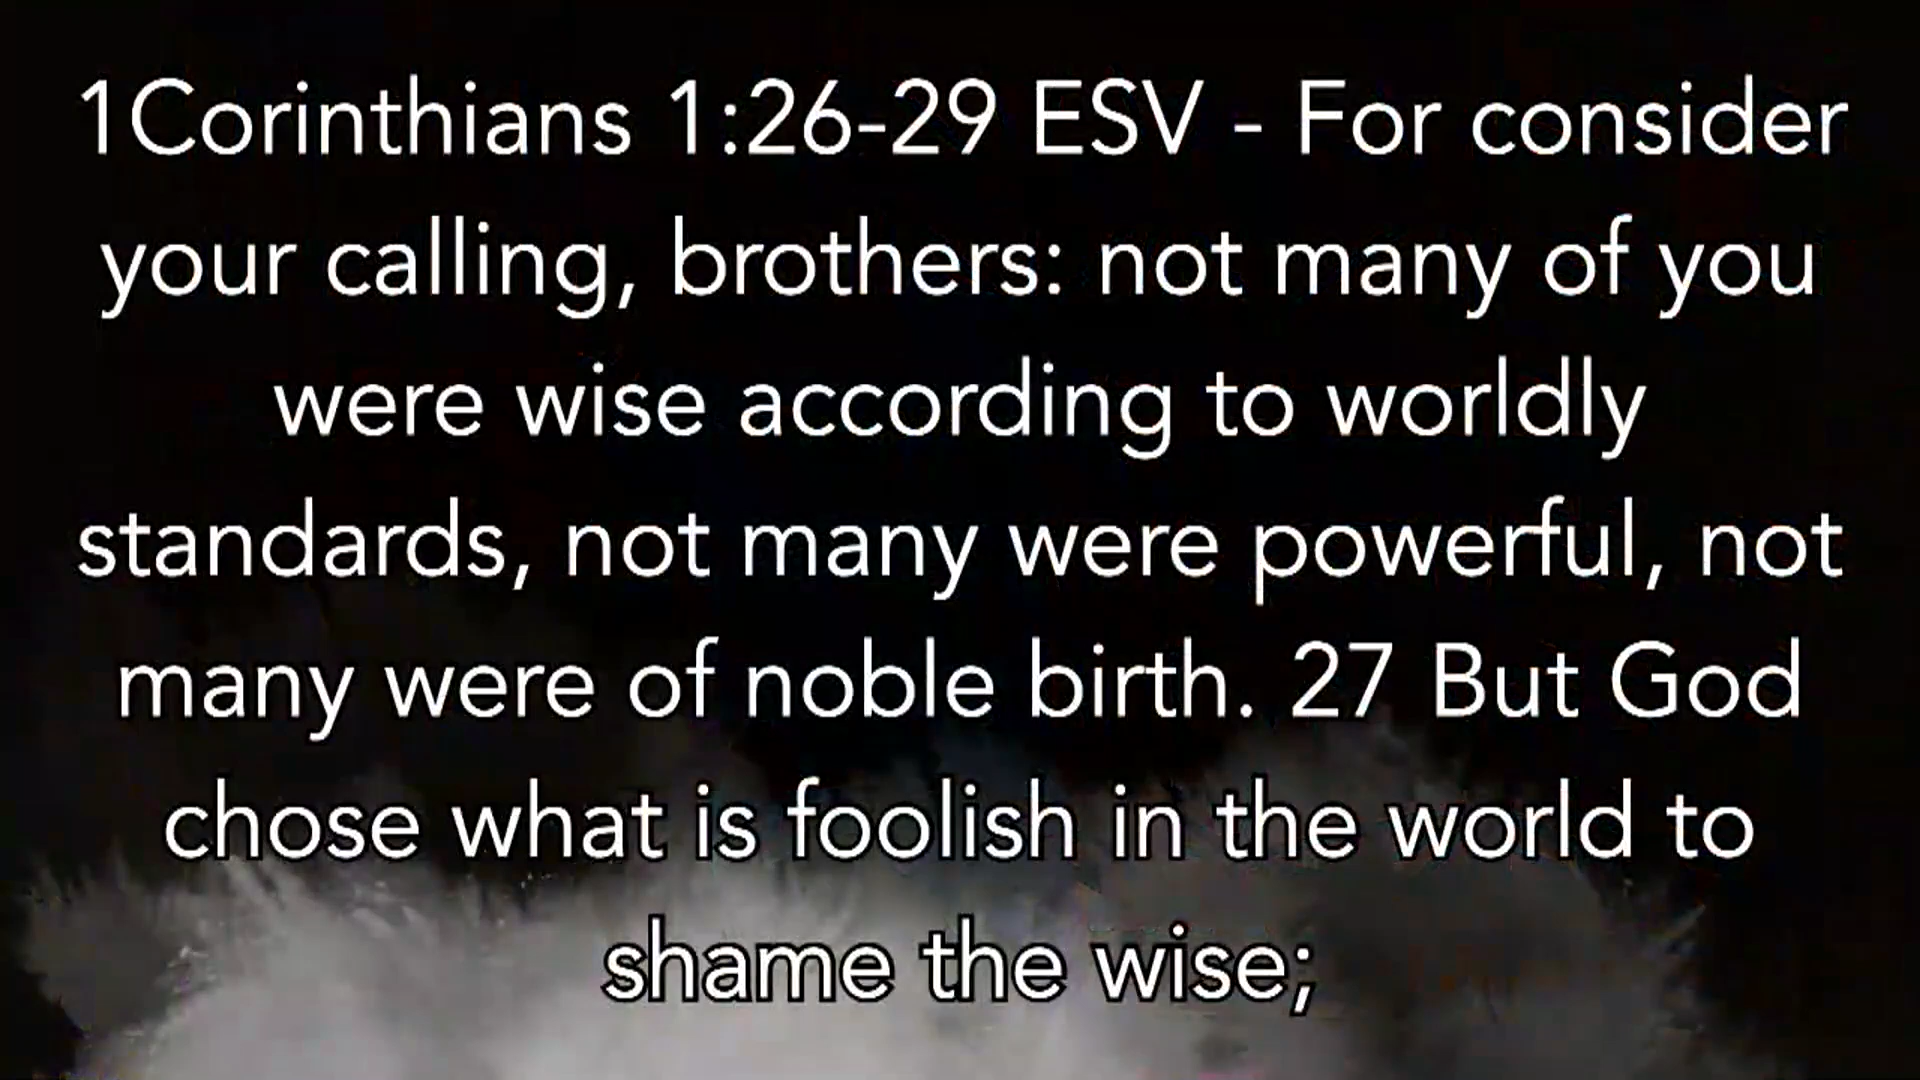 1Corinthians 1:26-29 ESV - For consider
your calling, brothers: not many of you
were wise according to worldly
standards, not many were powerful, not
many were of noble birth. 27 But God
chose what is foolish in the world to
shame the wise;